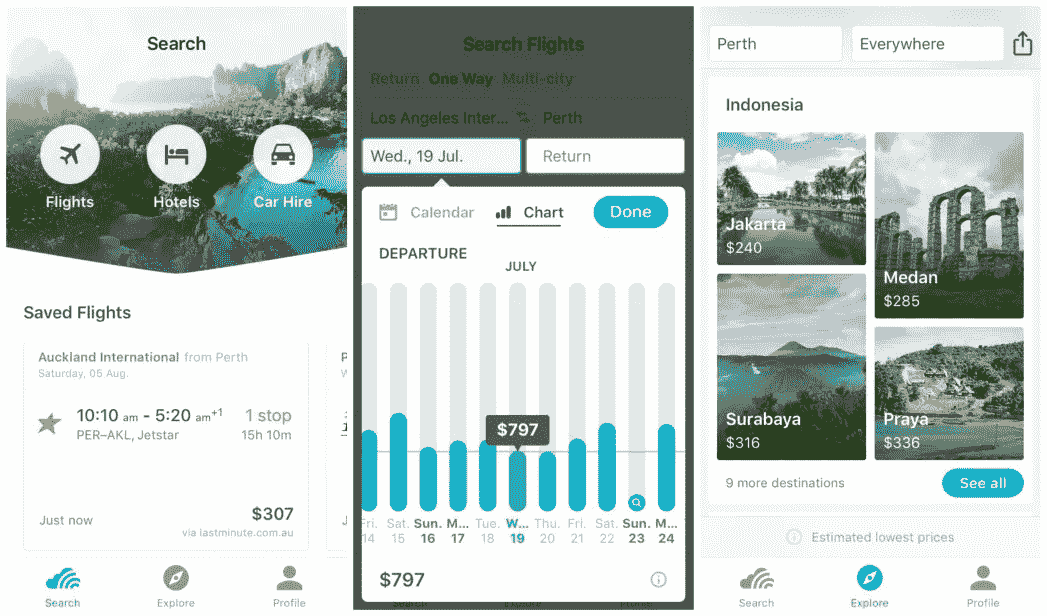 Search
Flights
Hotels
Car Hire
Saved Flights
Auckland International from Perth
Saturday, 05 Aug.
10:10 am - 5:20 am+1
1 stop
PER–AKL, Jetstar
15h 10m
Just now
$307
via lastminute.com.au
Search
Explore
Profile
Search Flights
Return One Way Multi-city
Los Angeles Inter... Perth
Wed., 19 Jul.
Return
Calendar
Chart
Done
DEPARTURE
JULY
$797
Fri. Sat. Sun. M... Tue. W... Thu. Fri. Sat. Sun. M...
14 15 16 17 18 19 20 21 22 23 24
$797
Search
Explore
Profile
Perth
Everywhere
Indonesia
Jakarta
$240
Medan
$285
Surabaya
$316
Praya
$336
9 more destinations
See all
Estimated lowest prices
Search
Explore
Profile